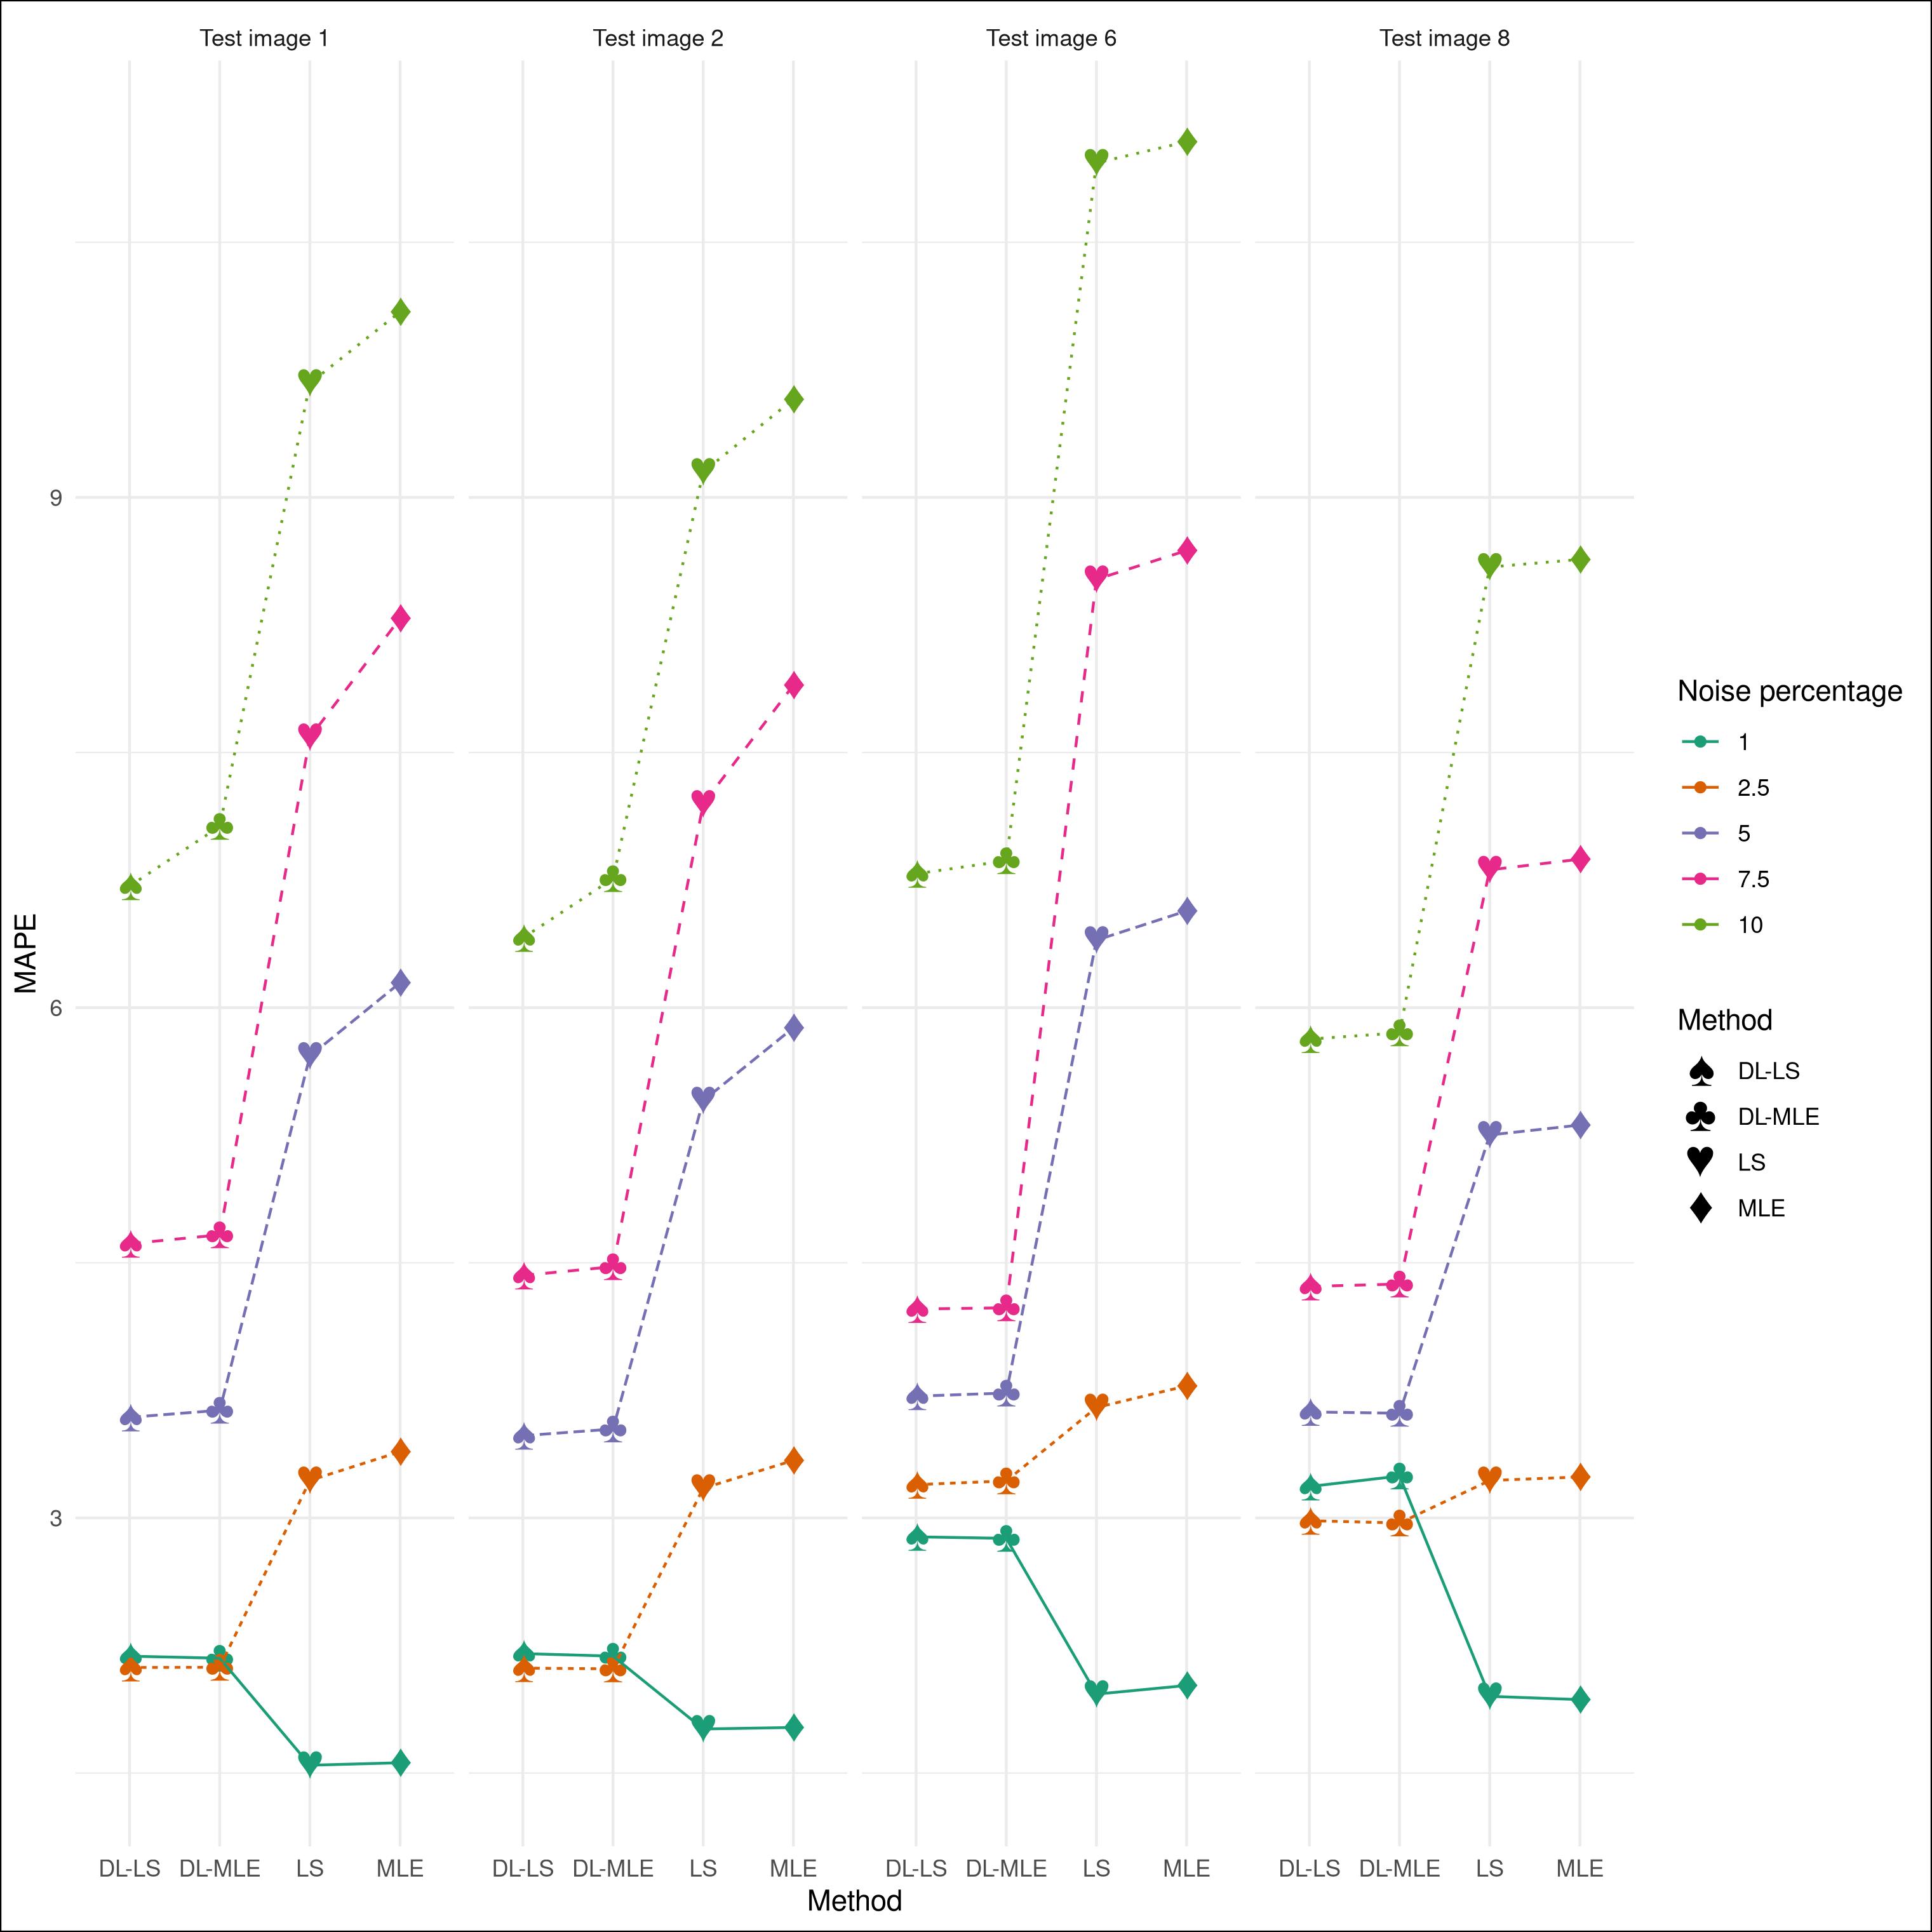 Test image 1
Test image 2
Test image 6
Test image 8
MAPE
9
6
3
DL-LS DL-MLE LS MLE
DL-LS DL-MLE LS MLE
DL-LS DL-MLE LS MLE
DL-LS DL-MLE LS MLE
Method
Noise percentage
1
2.5
5
7.5
10
Method
DL-LS
DL-MLE
LS
MLE